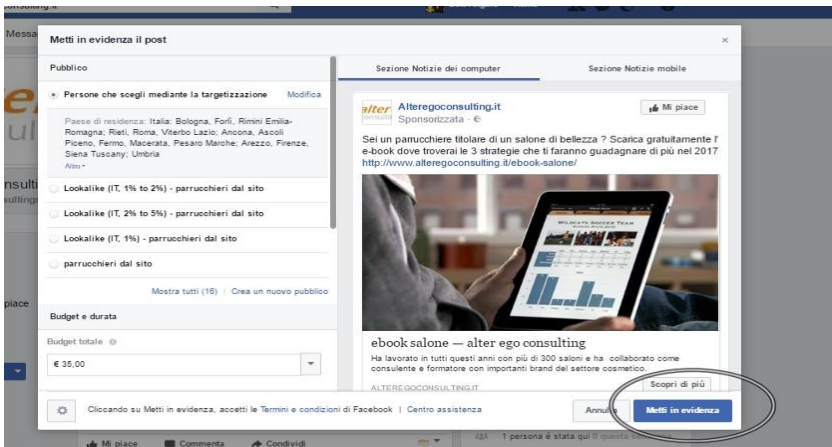 Messa
Metti in evidenza il post
×
Pubblico
Persone che scegli mediante la targetizzazione Modifica
Paese di residenza: Italia: Bologna, Forlì, Rimini Emilia-
Romagna; Rieti, Roma, Viterbo Lazio; Ancona, Ascoli
Piceno, Fermo, Macerata, Pesaro Marche; Arezzo, Firenze,
Siena Tuscany; Umbria
Altro
Lookalike (IT, 1% to 2%) - parrucchieri dal sito
Lookalike (IT, 2% to 5%) - parrucchieri dal sito
Lookalike (IT, 1%) - parrucchieri dal sito
parrucchieri dal sito
Mostra tutti (16) | Crea un nuovo pubblico
Budget e durata
Budget totale
€ 35,00
Sezione Notizie dei computer
Sezione Notizie mobile
alter
Alteregoconsulting.it
Sponsorizzata ·
Mi piace
Sei un parrucchiere titolare di un salone di bellezza ? Scarica gratuitamente l'
e-book dove troverai le 3 strategie che ti faranno guadagnare di più nel 2017
http://www.alteregoconsulting.it/ebook-salone/
WILDCATS SOCCER TEAM
ebook salone — alter ego consulting
Ha lavorato in tutti questi anni con più di 300 saloni e ha collaborato come
consulente e formatore con importanti brand del settore cosmetico.
ALTEREGOCONSULTING.IT
Scopri di più
Cliccando su Metti in evidenza, accetti le Termini e condizioni di Facebook | Centro assistenza
Annulla
Metti in evidenza
nsulti
piace
Mi piace
Commenta
Condividi
1 persona è stata qui 0 questa